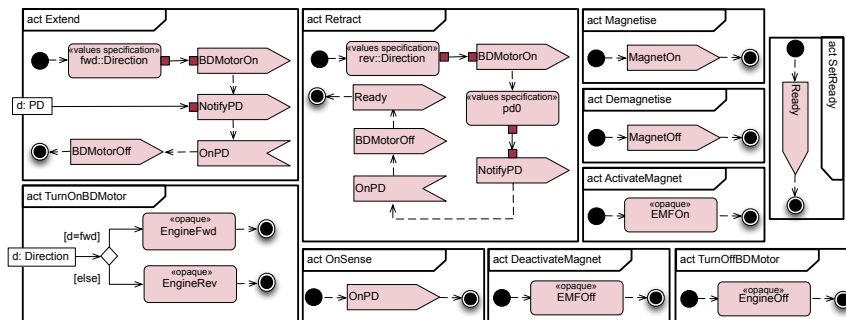 act Extend
«values specification»
fwd::Direction
BDMotorOn
d: PD
NotifyPD
BDMotorOff
OnPD
act Retract
«values specification»
rev::Direction
BDMotorOn
Ready
«values specification»
pd0
BDMotorOff
OnPD
NotifyPD
act Magnetise
MagnetOn
act Demagnetise
MagnetOff
act ActivateMagnet
«opaque»
EMFOn
act SetReady
Ready
act TurnOnBDMotor
[d=fwd]
«opaque»
EngineFwd
d: Direction
[else]
«opaque»
EngineRev
act OnSense
OnPD
act DeactivateMagnet
«opaque»
EMFOff
act TurnOffBDMotor
«opaque»
EngineOff